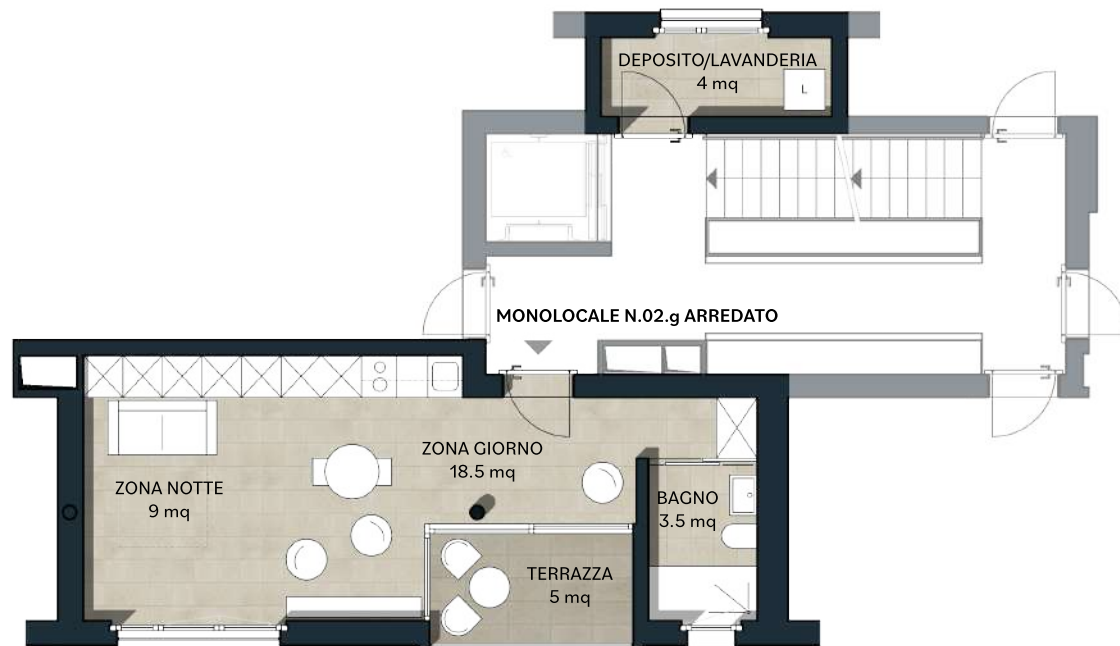 DEPOSITO/LAVANDERIA
4 mq
L
MONOLOCALE N.02.g ARREDATO
ZONA GIORNO
18.5 mq
ZONA NOTTE
9 mq
BAGNO
3.5 mq
TERRAZZA
5 mq